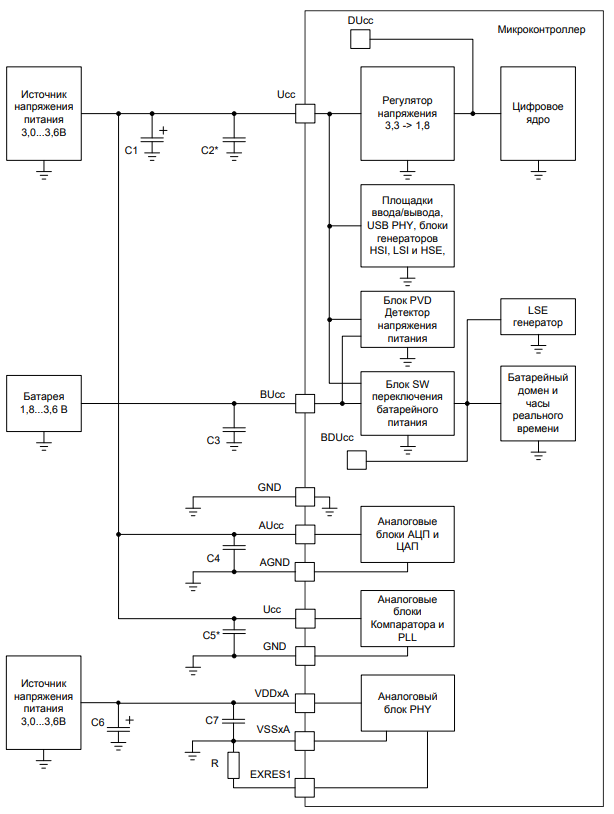 DUcc
Микроконтроллер
Источник
напряжения
питания
3,0...3,6В
Ucc
C1
+
C2*
Регулятор
напряжения
3,3 -> 1,8
Цифровое
ядро
Площадки
ввода/вывода,
USB PHY, блоки
генераторов
HSI, LSI и HSE,
Блок PVD
Детектор
напряжения
питания
LSE
генератор
Батарея
1,8...3,6 В
BUcc
C3
Блок SW
переключения
батарейного
питания
Батарейный
домен и
часы
реального
времени
BDUcc
GND
AUcc
C4
AGND
Аналоговые
блоки АЦП и
ЦАП
Ucc
C5*
GND
Аналоговые
блоки
Компаратора и
PLL
Источник
напряжения
питания
3,0...3,6В
C6
+
VDDxA
C7
VSSxA
R
EXRES1
Аналоговый
блок PHY